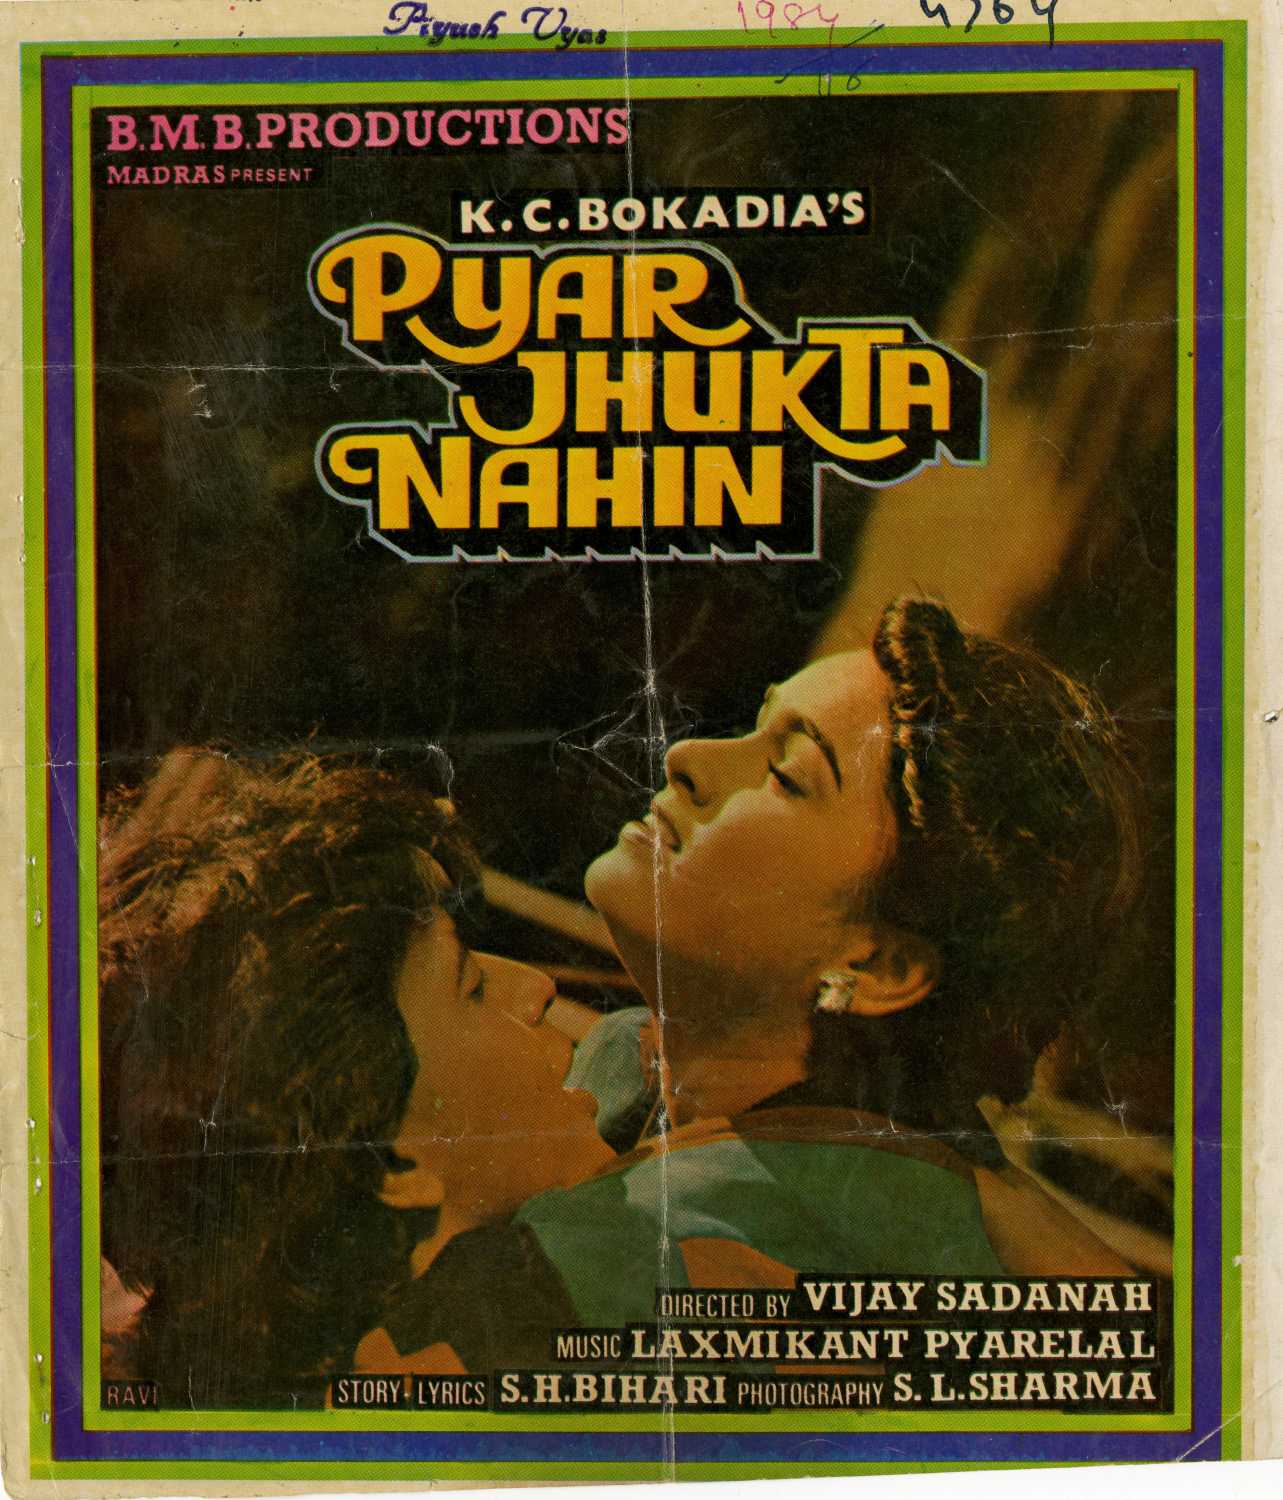 Piyush Vyas
1984
B.M.B.PRODUCTIONS
MADRAS PRESENT
K.C.BOKADIA'S
PYAR
JHUKTA
NAHIN
DIRECTED BY VIJAY SADANAH
MUSIC LAXMIKANT PYARELAL
RAVI
STORY·LYRICS S.H.BIHARI PHOTOGRAPHY S.L.SHARMA